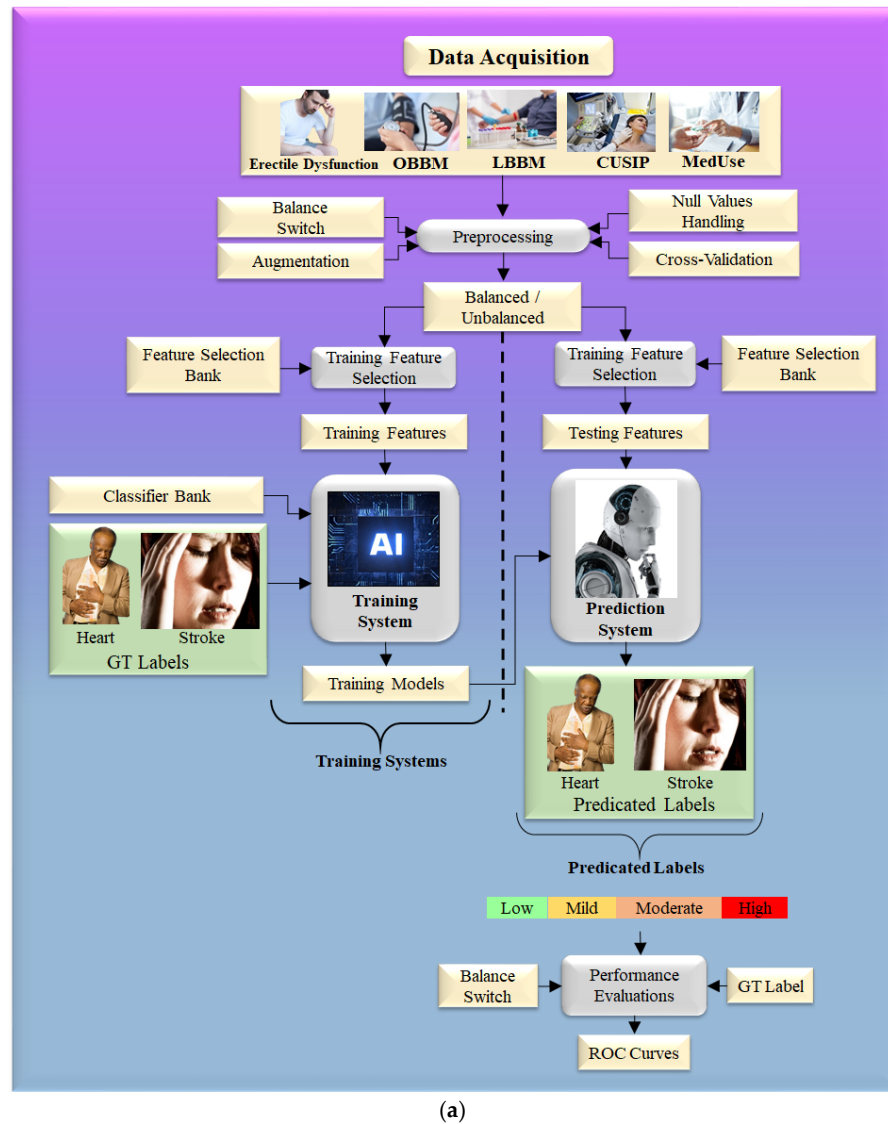 Data Acquisition
Erectile Dysfunction OBBM LBBM CUSIP MedUse
Balance
Switch
Null Values
Handling
Preprocessing
Augmentation
Cross-Validation
Balanced /
Unbalanced
Feature Selection
Bank
Training Feature
Selection
Training Feature
Selection
Feature Selection
Bank
Training Features
Testing Features
Classifier Bank
AI
Training
System
Prediction
System
Heart Stroke
GT Labels
Training Models
Training Systems
Heart Stroke
Predicated Labels
Predicated Labels
Low Mild Moderate High
Balance
Switch
Performance
Evaluations
GT Label
ROC Curves
(a)